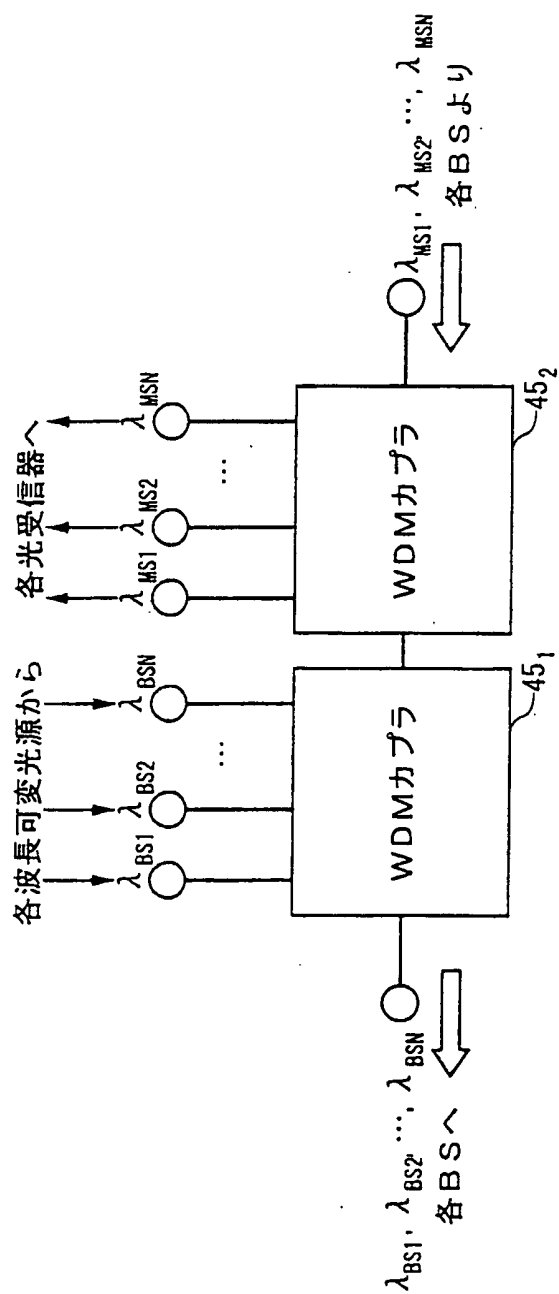 各波長可変光源から
各光受信器へ
λBS1
λBS2
…
λBSN
λMS1
λMS2
…
λMSN
WDMカプラ
WDMカプラ
45₁
45₂
λBS1, λBS2, …, λBSN
各BSへ
λMS1, λMS2, …, λMSN
各BSより